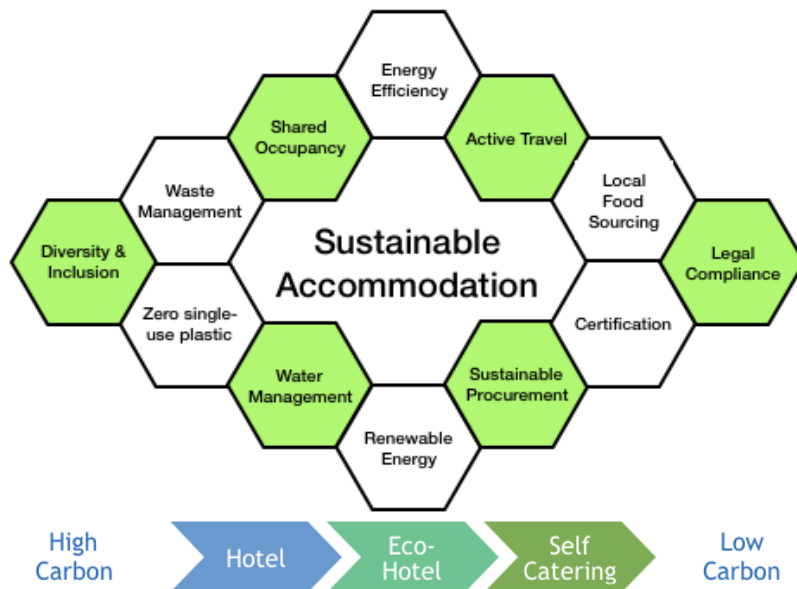 Energy
Efficiency
Shared
Occupancy
Active Travel
Waste
Management
Local
Food
Sourcing
Diversity &
Inclusion
Sustainable
Accommodation
Legal
Compliance
Zero single-
use plastic
Certification
Water
Management
Sustainable
Procurement
Renewable
Energy
High
Carbon
Hotel
Eco-
Hotel
Self
Catering
Low
Carbon